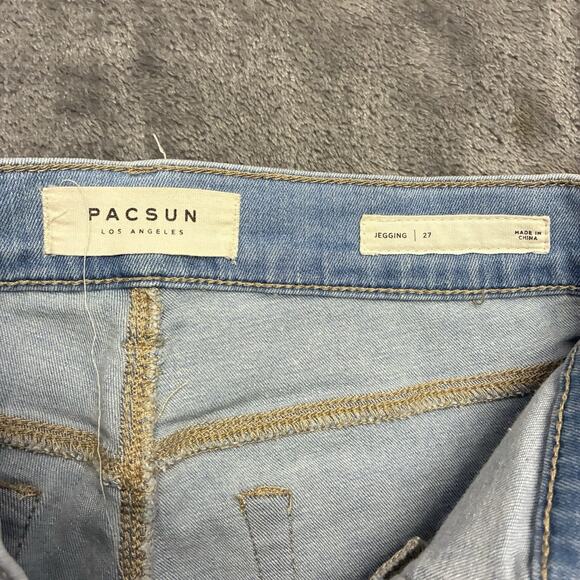 PACSUN
LOS ANGELES
JEGGING | 27
MADE IN
CHINA